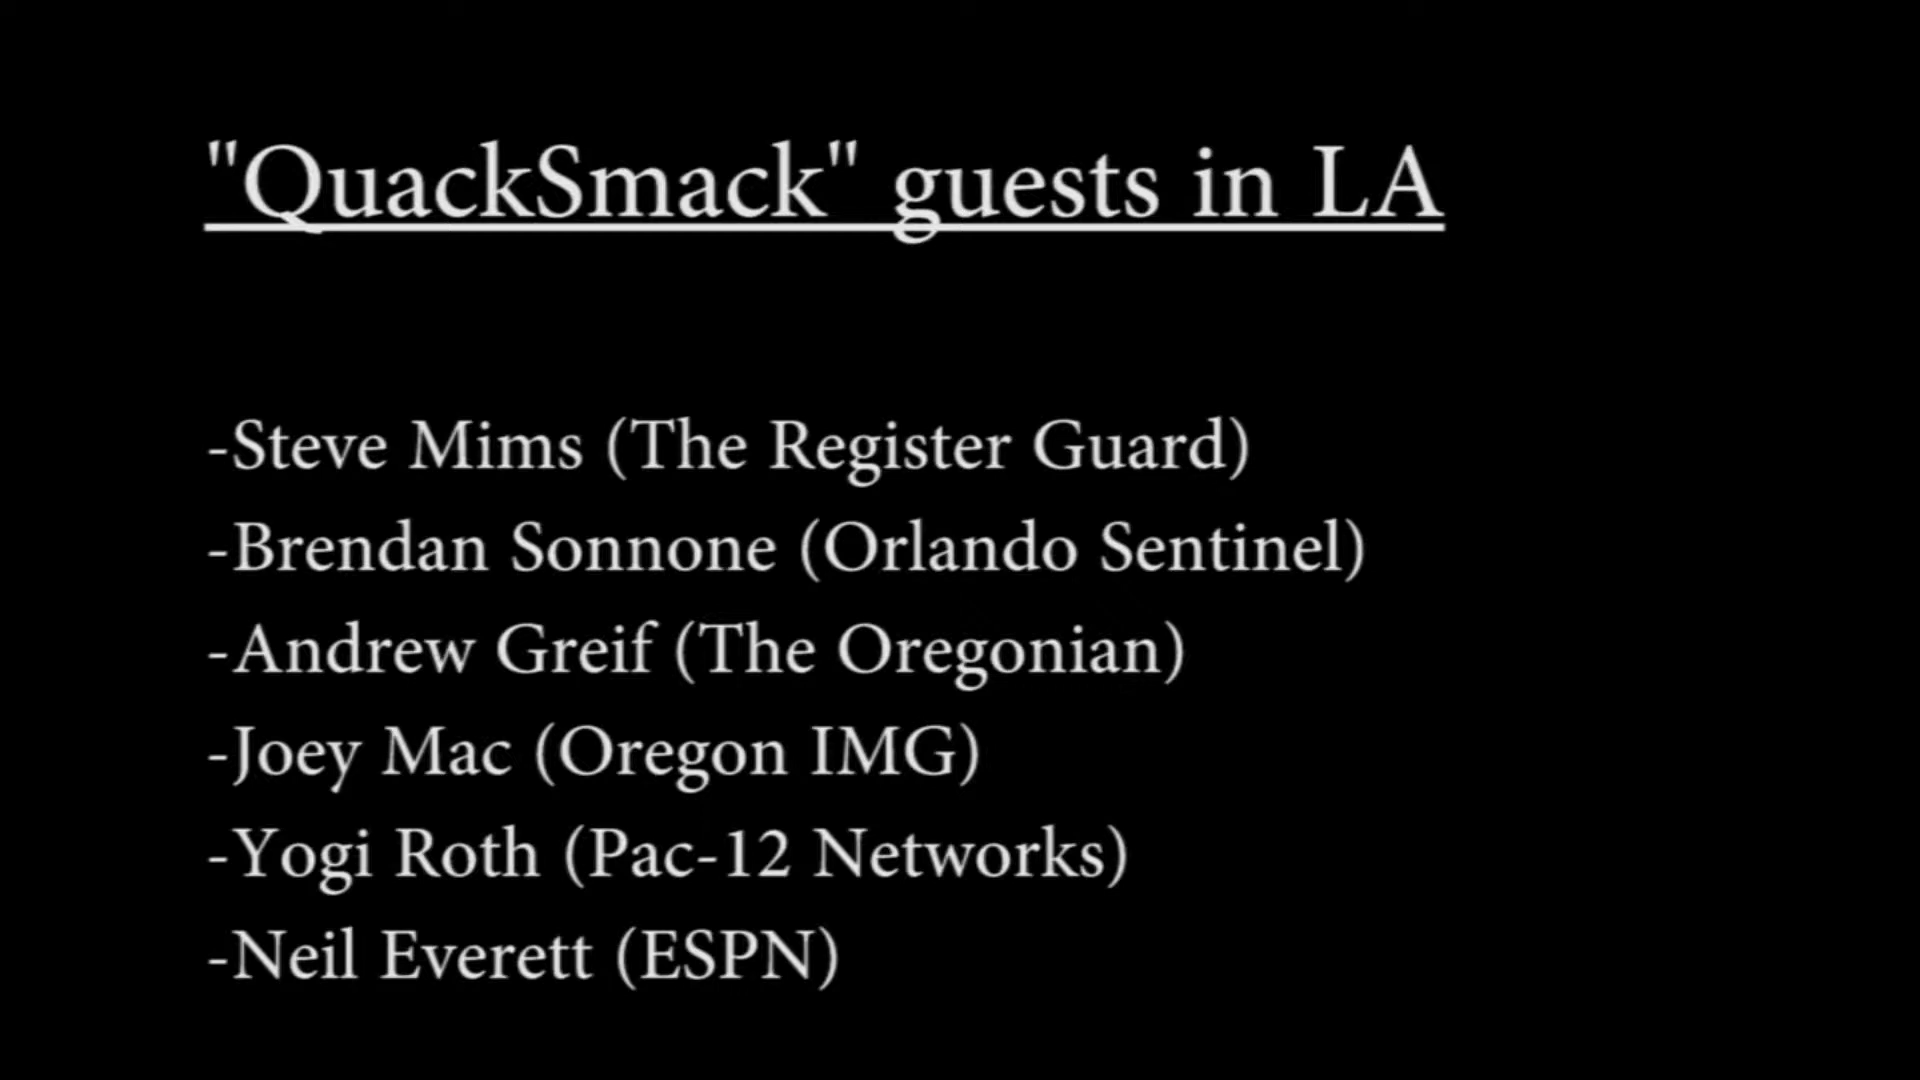 "QuackSmack" guests in LA
-Steve Mims (The Register Guard)
-Brendan Sonnone (Orlando Sentinel)
-Andrew Greif (The Oregonian)
-Joey Mac (Oregon IMG)
-Yogi Roth (Pac-12 Networks)
-Neil Everett (ESPN)